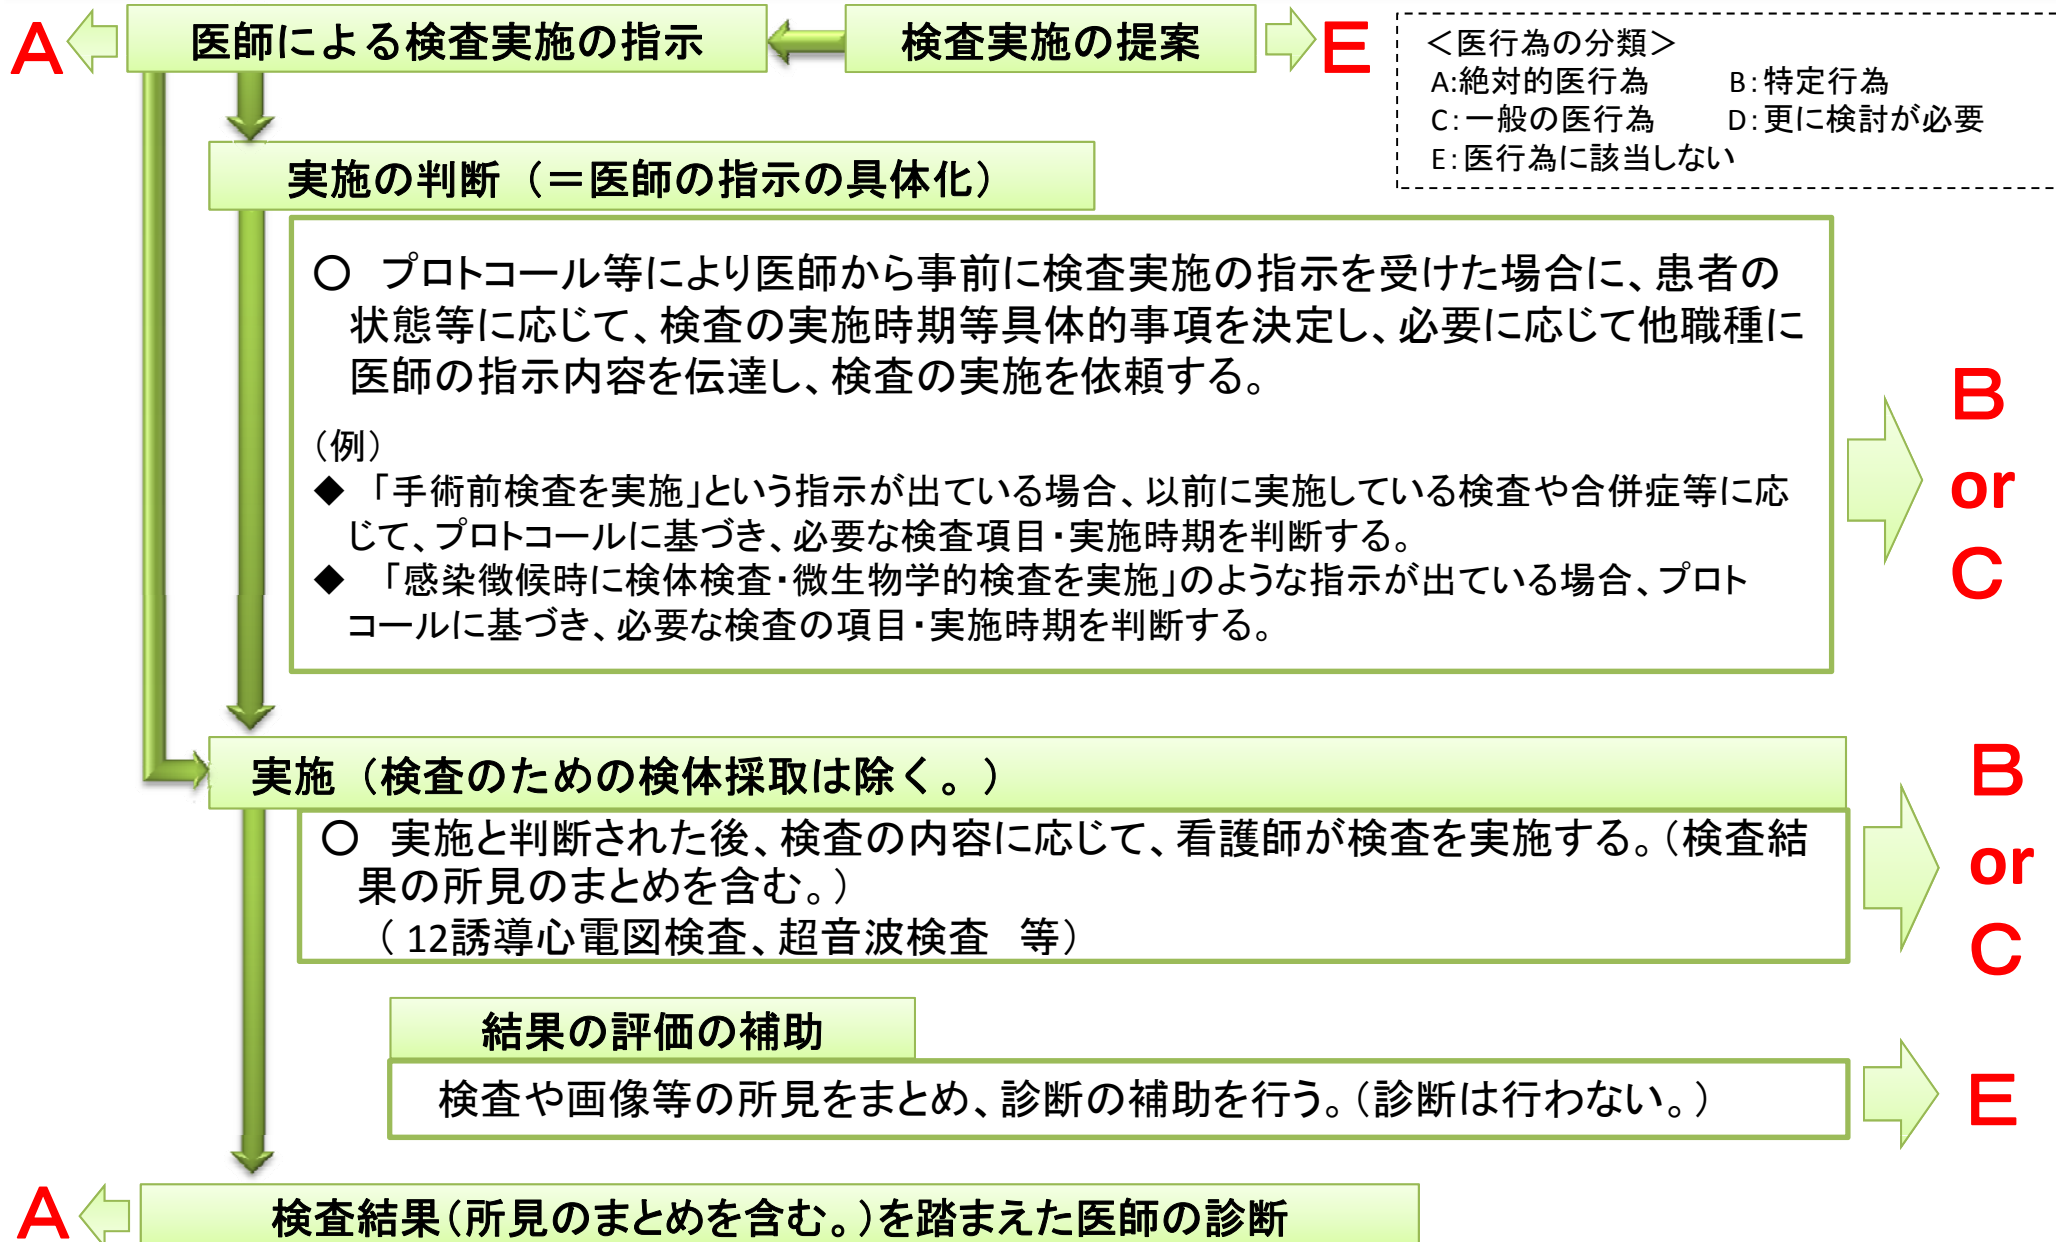 A
医師による検査実施の指示
検査実施の提案
E
＜医行為の分類＞
A:絶対的医行為　　B：特定行為
C：一般の医行為　　D：更に検討が必要
E：医行為に該当しない
実施の判断（＝医師の指示の具体化）
○　プロトコール等により医師から事前に検査実施の指示を受けた場合に、患者の
状態等に応じて、検査の実施時期等具体的事項を決定し、必要に応じて他職種に
医師の指示内容を伝達し、検査の実施を依頼する。
（例）
◆　「手術前検査を実施」という指示が出ている場合、以前に実施している検査や合併症等に応
じて、プロトコールに基づき、必要な検査項目・実施時期を判断する。
◆　「感染徴候時に検体検査・微生物学的検査を実施」のような指示が出ている場合、プロト
コールに基づき、必要な検査の項目・実施時期を判断する。
B
or
C
実施（検査のための検体採取は除く。）
○　実施と判断された後、検査の内容に応じて、看護師が検査を実施する。（検査結
果の所見のまとめを含む。）
（12誘導心電図検査、超音波検査　等）
B
or
C
結果の評価の補助
検査や画像等の所見をまとめ、診断の補助を行う。（診断は行わない。）
E
A
検査結果（所見のまとめを含む。）を踏まえた医師の診断